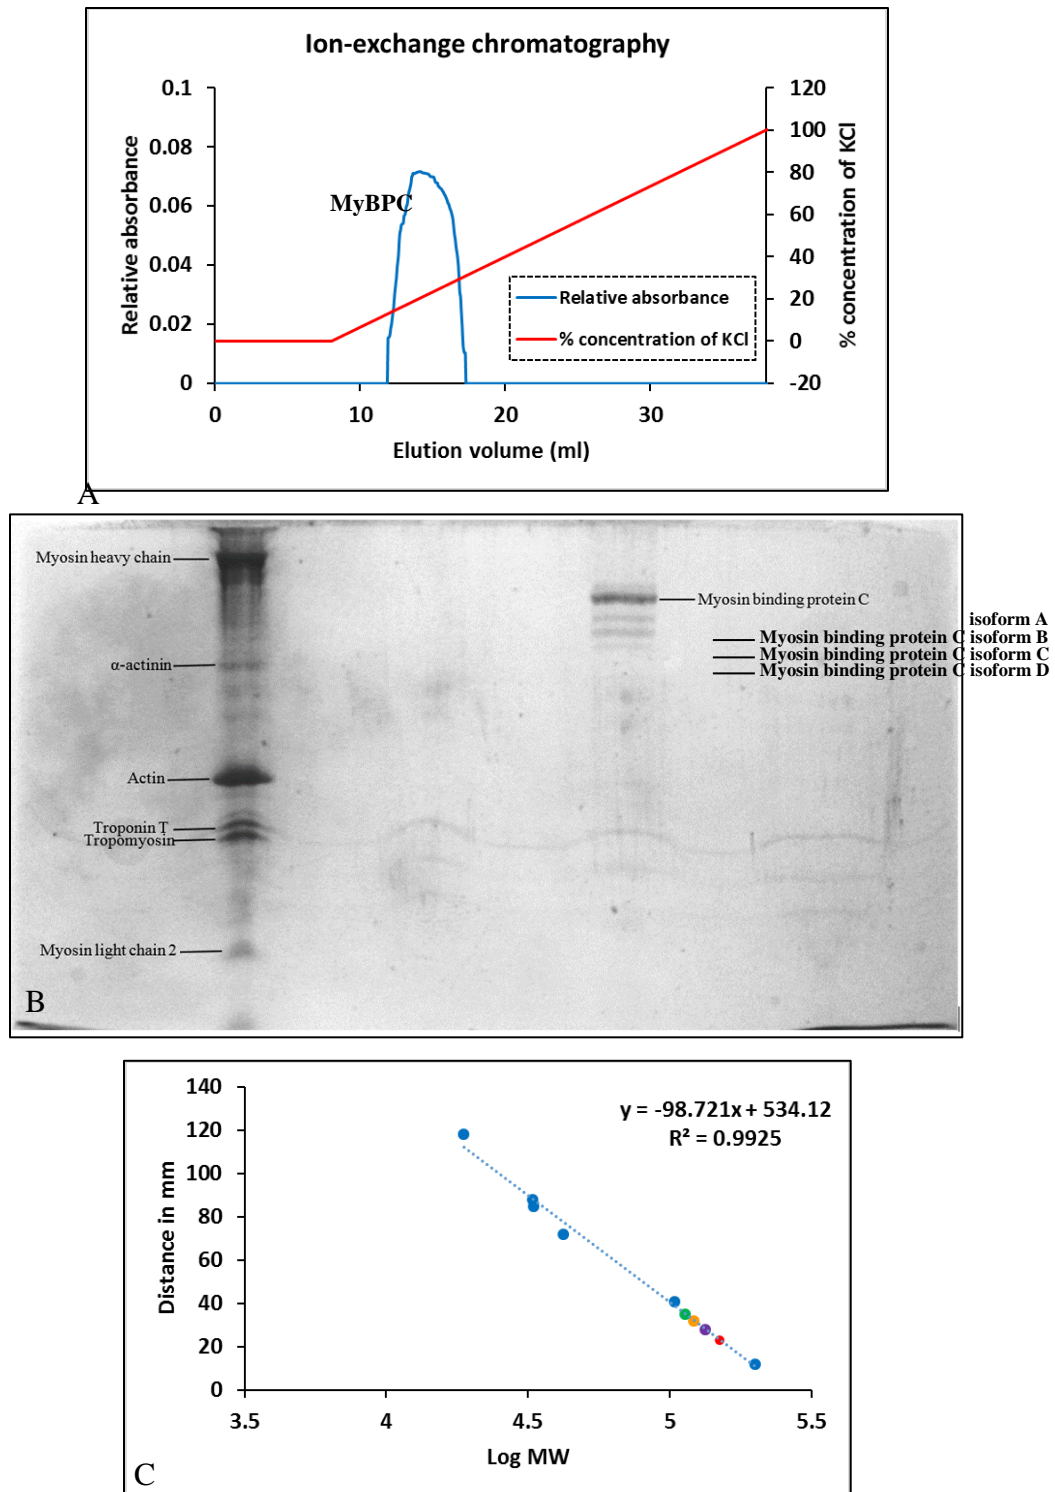 Ion-exchange chromatography
0.1
0.08
0.06
0.04
0.02
0
Relative absorbance
120
100
80
60
40
20
0
-20
% concentration of KCl
MyBPC
Relative absorbance
% concentration of KCl
0
10
20
30
Elution volume (ml)
A
Myosin heavy chain
α-actinin
Actin
Troponin T
Tropomyosin
Myosin light chain 2
Myosin binding protein C
isoform A
Myosin binding protein C isoform B
Myosin binding protein C isoform C
Myosin binding protein C isoform D
B
140
120
100
80
60
40
20
0
Distance in mm
y = -98.721x + 534.12
R² = 0.9925
3.5
4
4.5
5
5.5
Log MW
C